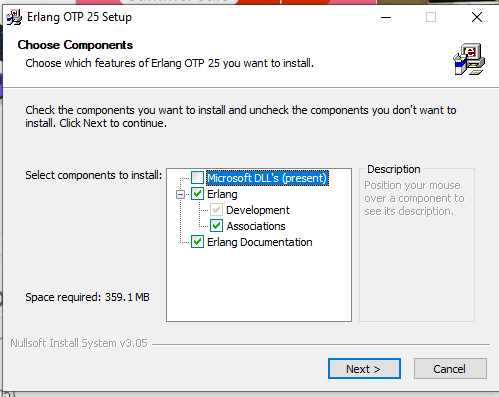 Erlang OTP 25 Setup
Choose Components
Choose which features of Erlang OTP 25 you want to install.
Check the components you want to install and uncheck the components you don't want to
install. Click Next to continue.
Select components to install:
Microsoft DLL's (present)
Erlang
Development
Associations
Erlang Documentation
Description
Position your mouse
over a component to
see its description.
Space required: 359.1 MB
Nullsoft Install System v3.05
Next >
Cancel